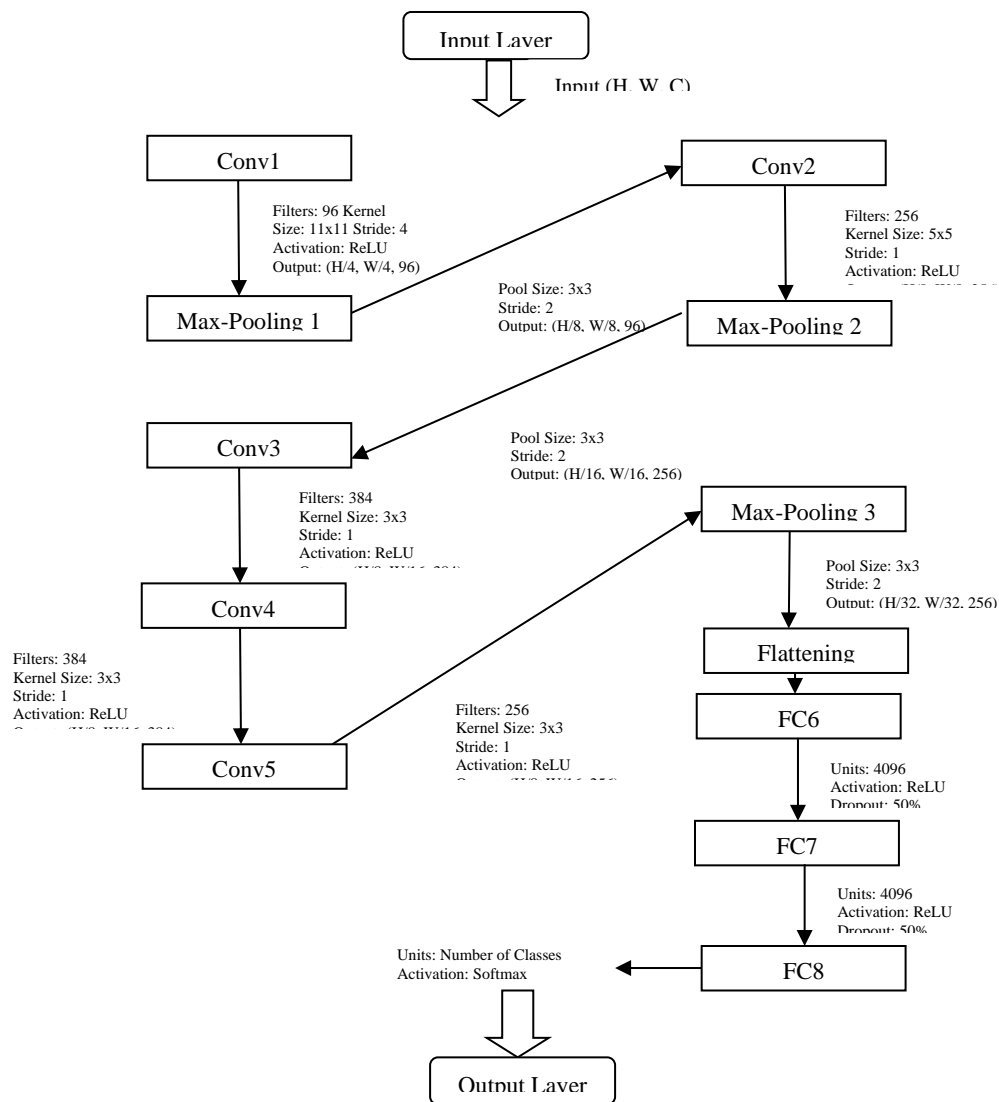 Input Layer
Input (H, W, C)
Conv1
Filters: 96 Kernel
Size: 11x11 Stride: 4
Activation: ReLU
Output: (H/4, W/4, 96)
Max-Pooling 1
Pool Size: 3x3
Stride: 2
Output: (H/8, W/8, 96)
Conv2
Filters: 256
Kernel Size: 5x5
Stride: 1
Activation: ReLU
Max-Pooling 2
Pool Size: 3x3
Stride: 2
Output: (H/16, W/16, 256)
Conv3
Filters: 384
Kernel Size: 3x3
Stride: 1
Activation: ReLU
Conv4
Filters: 384
Kernel Size: 3x3
Stride: 1
Activation: ReLU
Conv5
Filters: 256
Kernel Size: 3x3
Stride: 1
Activation: ReLU
Max-Pooling 3
Pool Size: 3x3
Stride: 2
Output: (H/32, W/32, 256)
Flattening
FC6
Units: 4096
Activation: ReLU
Dropout: 50%
FC7
Units: 4096
Activation: ReLU
Dropout: 50%
FC8
Units: Number of Classes
Activation: Softmax
Output Layer